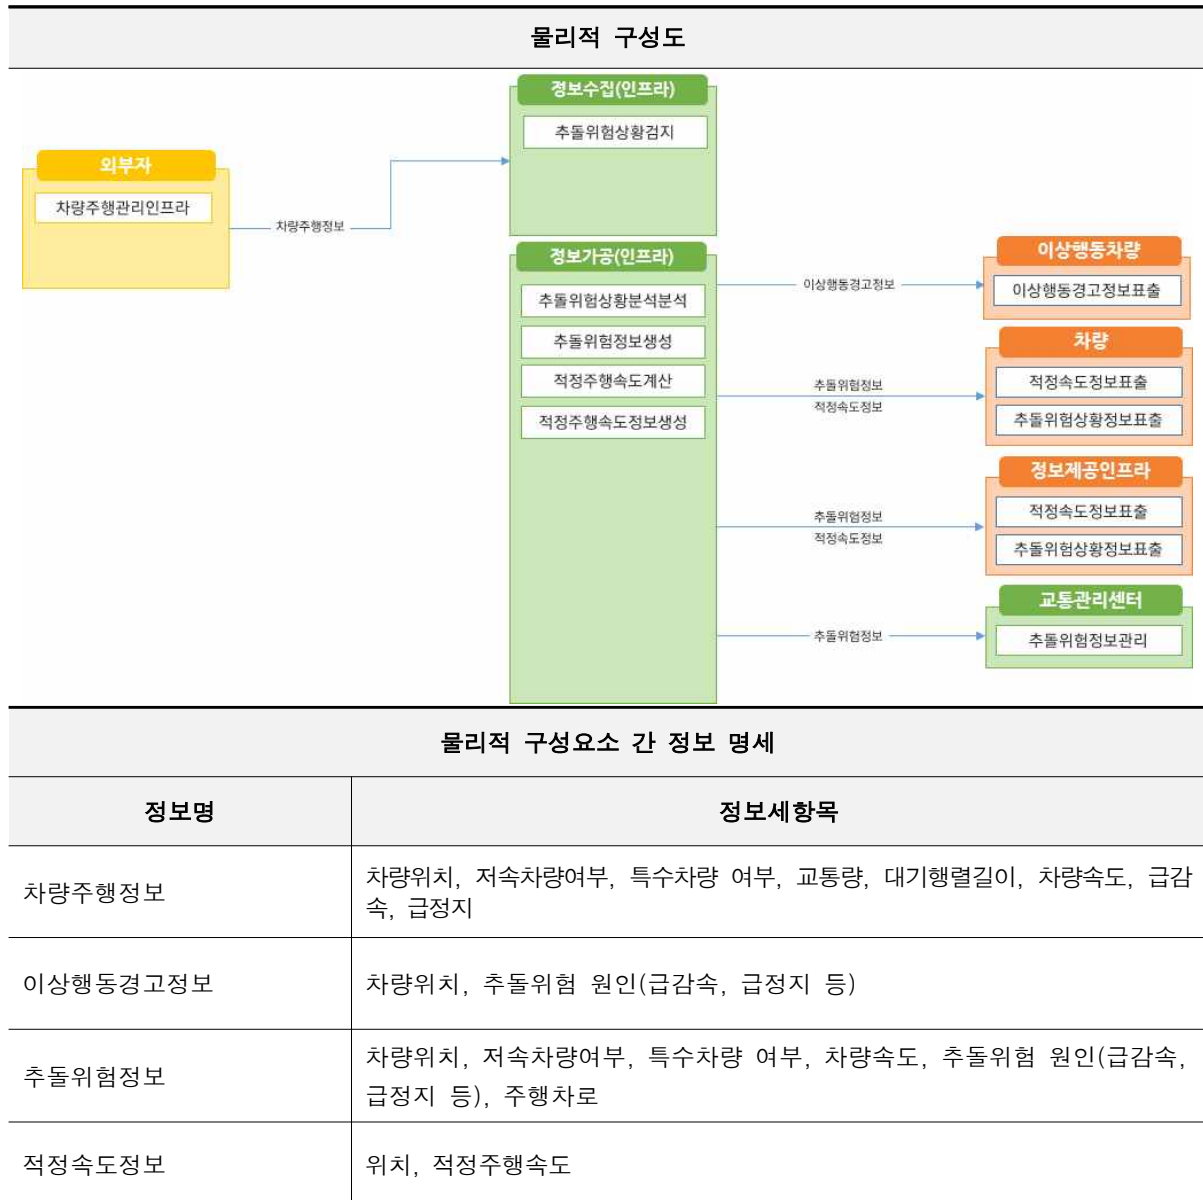 물리적 구성도
정보수집(인프라)
추돌위험상황검지
외부자
차량주행관리인프라
차량주행정보
정보가공(인프라)
추돌위험상황분석분석
추돌위험정보생성
적정주행속도계산
적정주행속도정보생성
이상행동경고정보
이상행동차량
이상행동경고정보표출
추돌위험정보
적정속도정보
차량
적정속도정보표출
추돌위험상황정보표출
추돌위험정보
적정속도정보
정보제공인프라
적정속도정보표출
추돌위험상황정보표출
추돌위험정보
교통관리센터
추돌위험정보관리
물리적 구성요소 간 정보 명세
정보명
정보세항목
차량주행정보
차량위치, 저속차량여부, 특수차량 여부, 교통량, 대기행렬길이, 차량속도, 급감
속, 급정지
이상행동경고정보
차량위치, 추돌위험 원인(급감속, 급정지 등)
추돌위험정보
차량위치, 저속차량여부, 특수차량 여부, 차량속도, 추돌위험 원인(급감속,
급정지 등), 주행차로
적정속도정보
위치, 적정주행속도